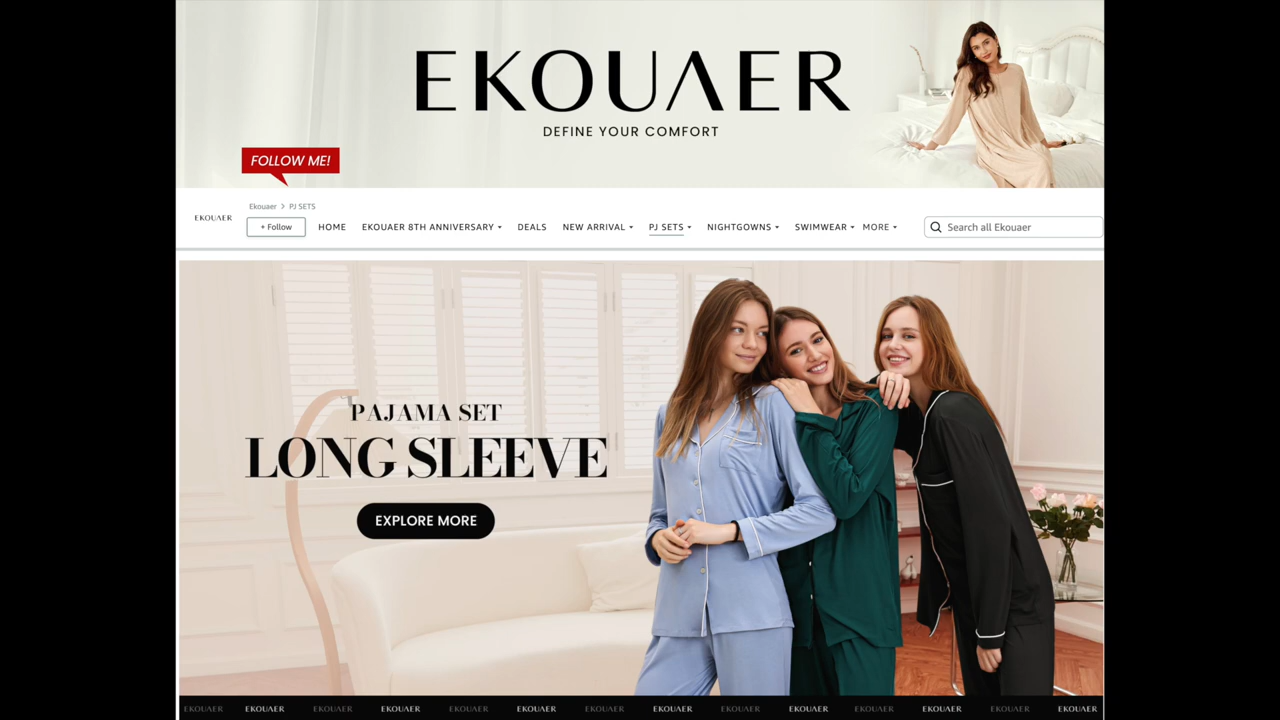 EKOUAER
DEFINE YOUR COMFORT
FOLLOW ME!
EKOUAER
Ekouaer > PJ SETS
+ Follow
HOME
EKOUAER 8TH ANNIVERSARY
DEALS
NEW ARRIVAL
PJ SETS
NIGHTGOWNS
SWIMWEAR
MORE
Search all Ekouaer
PAJAMA SET
LONG SLEEVE
EXPLORE MORE
EKOUAER EKOUAER EKOUAER EKOUAER EKOUAER EKOUAER EKOUAER EKOUAER EKOUAER EKOUAER EKOUAER EKOUAER EKOUAER EKOUAER